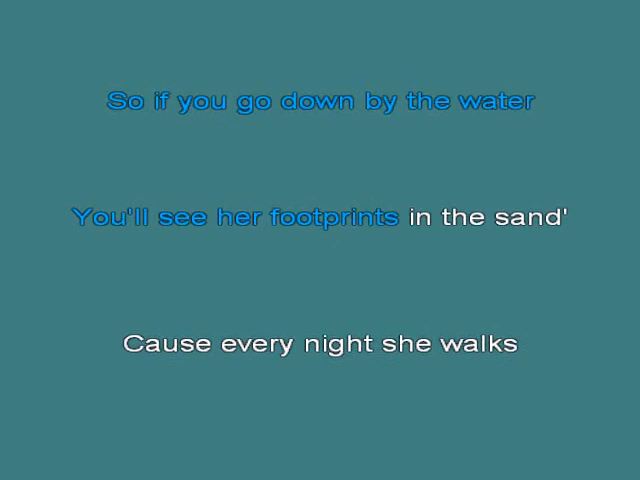 So if you go down by the water
You'll see her footprints in the sand'
Cause every night she walks